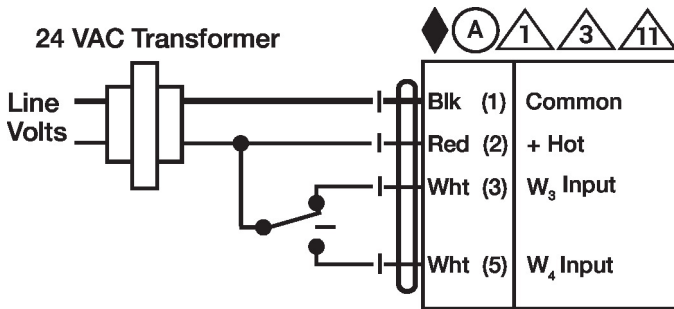 24 VAC Transformer
A 1 3 11
Line
Volts
Blk (1) Common
Red (2) + Hot
Wht (3) W₃ Input
Wht (5) W₄ Input